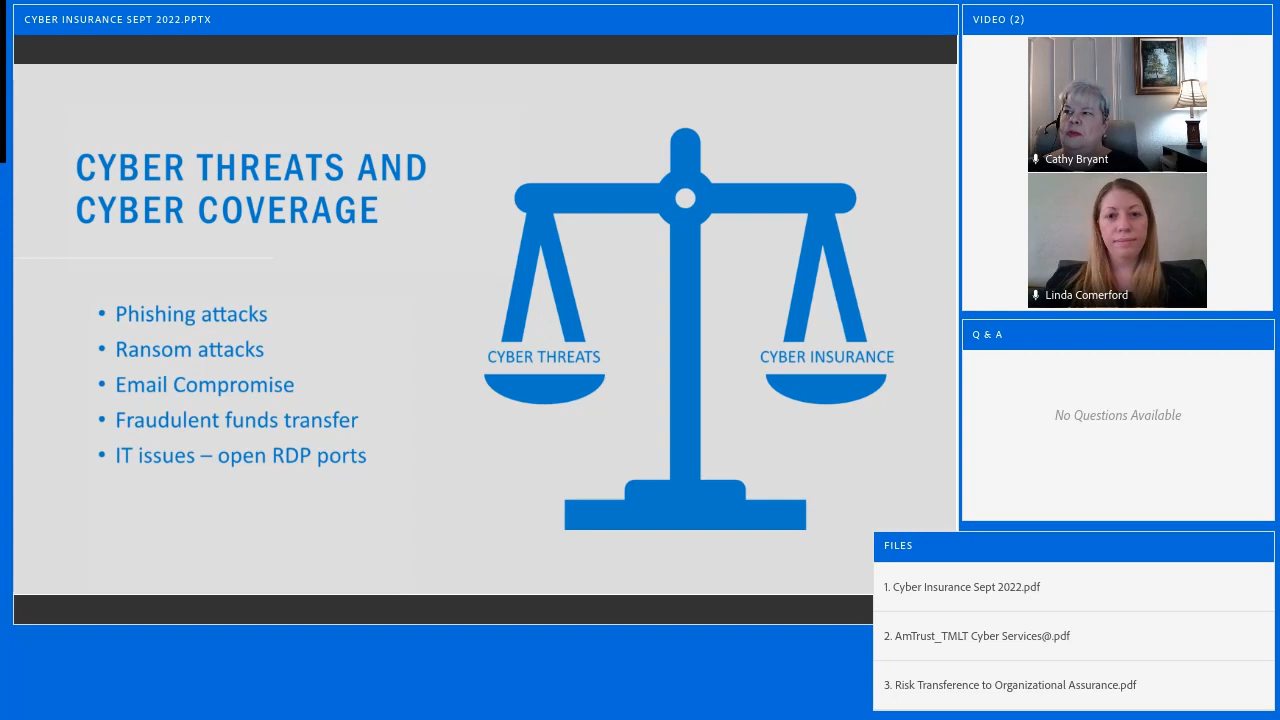 CYBER INSURANCE SEPT 2022.PPTX
CYBER THREATS AND
CYBER COVERAGE
• Phishing attacks
• Ransom attacks
• Email Compromise
• Fraudulent funds transfer
• IT issues – open RDP ports
CYBER THREATS
CYBER INSURANCE
VIDEO (2)
Cathy Bryant
Linda Comerford
Q & A
No Questions Available
FILES
1. Cyber Insurance Sept 2022.pdf
2. AmTrust_TMLT Cyber Services@.pdf
3. Risk Transference to Organizational Assurance.pdf